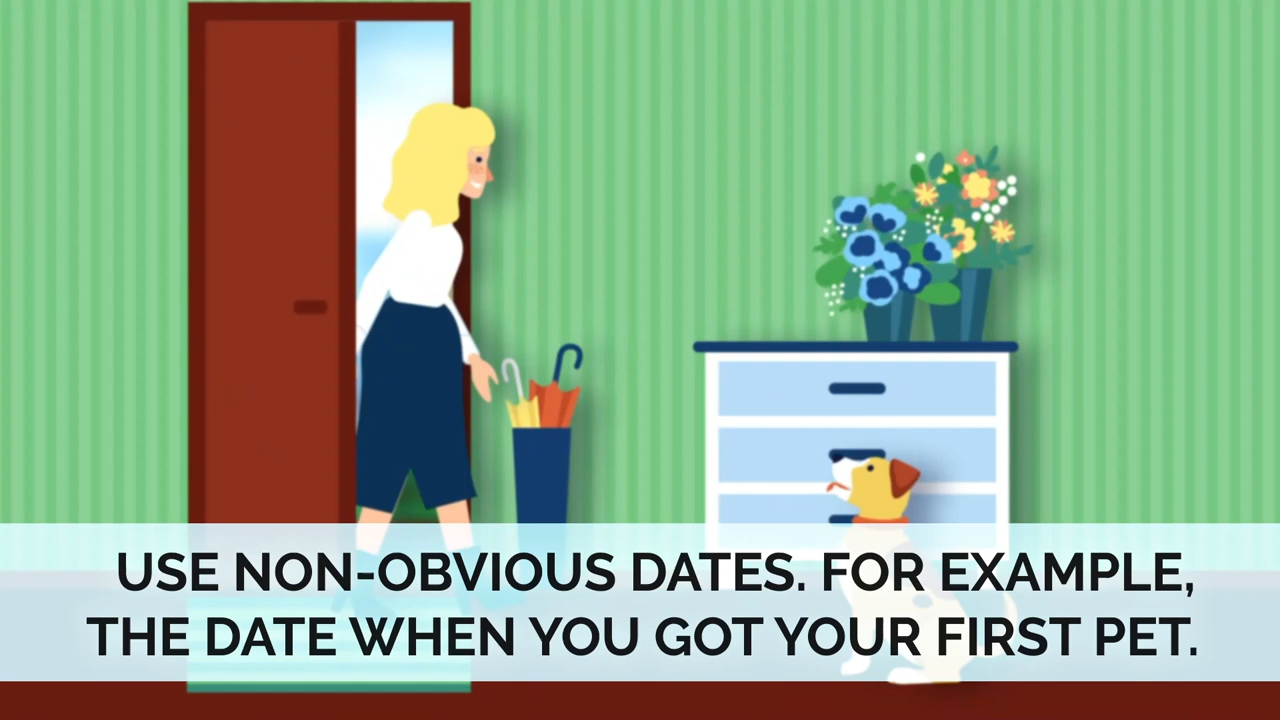 USE NON-OBVIOUS DATES. FOR EXAMPLE,
THE DATE WHEN YOU GOT YOUR FIRST PET.